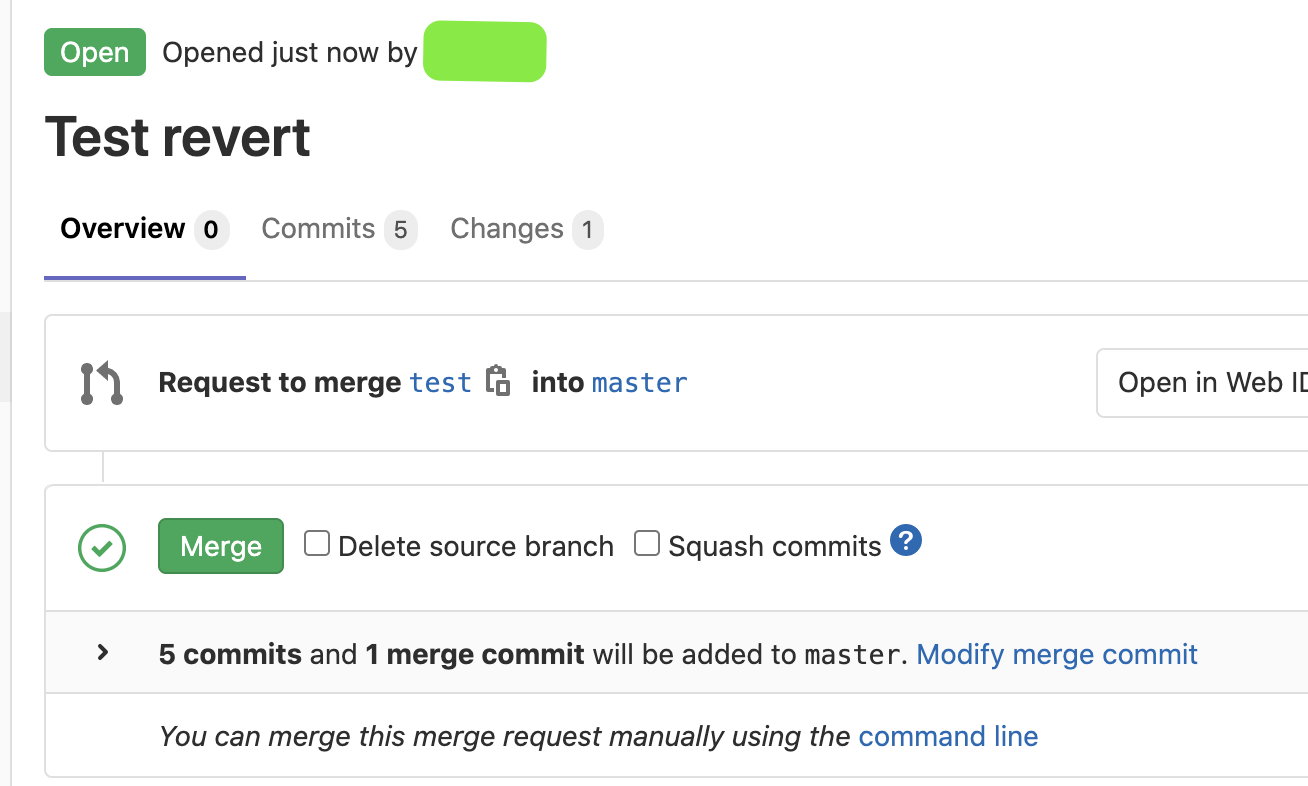 Open Opened just now by
Test revert
Overview 0 Commits 5 Changes 1
Request to merge test into master
Open in Web ID
Merge Delete source branch Squash commits ?
5 commits and 1 merge commit will be added to master. Modify merge commit
You can merge this merge request manually using the command line